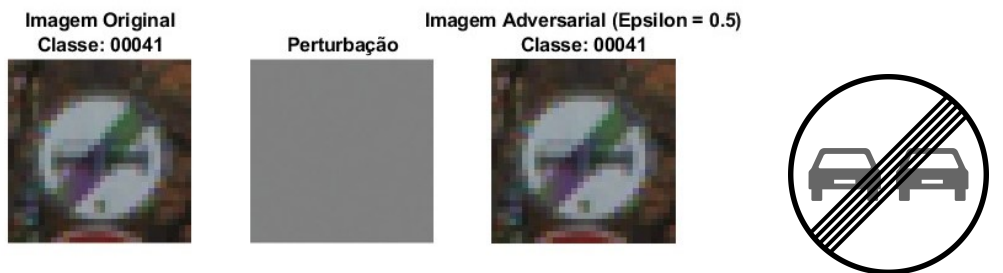 Imagem Original
Classe: 00041
Perturbação
Imagem Adversarial (Epsilon = 0.5)
Classe: 00041